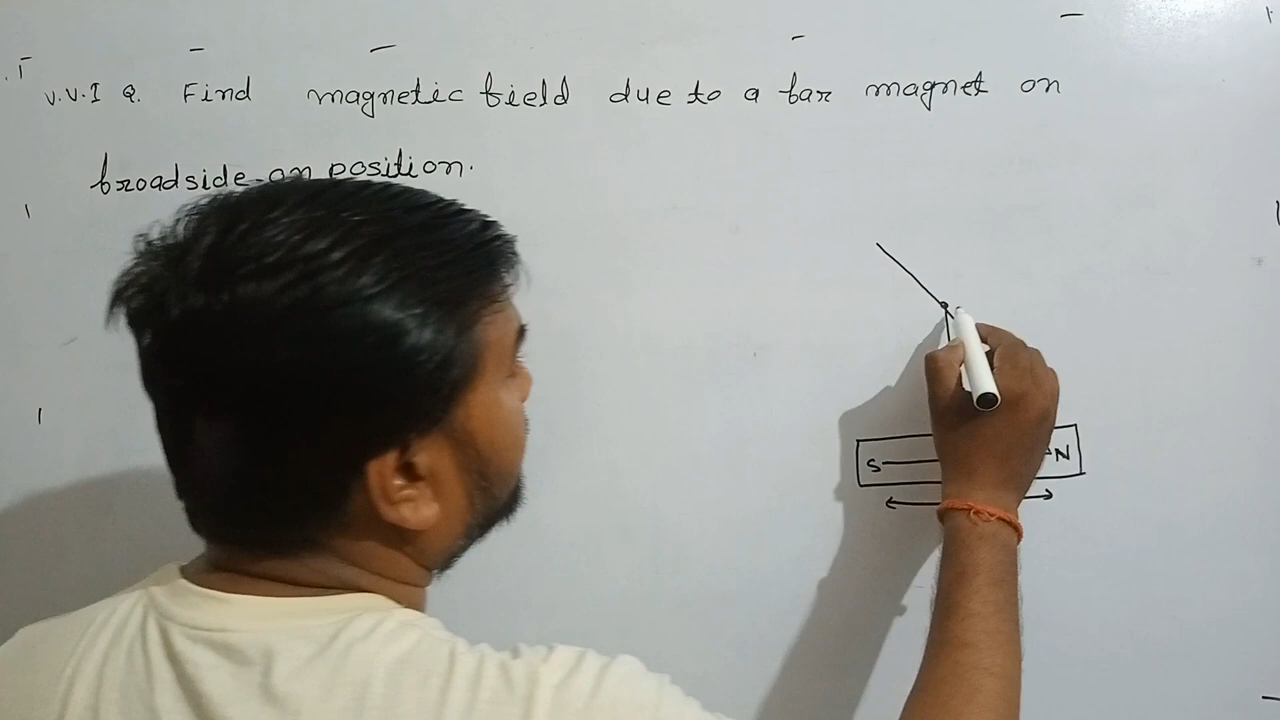 V.V.I Q. Find magnetic field due to a bar magnet on
broadside-on position.
S N